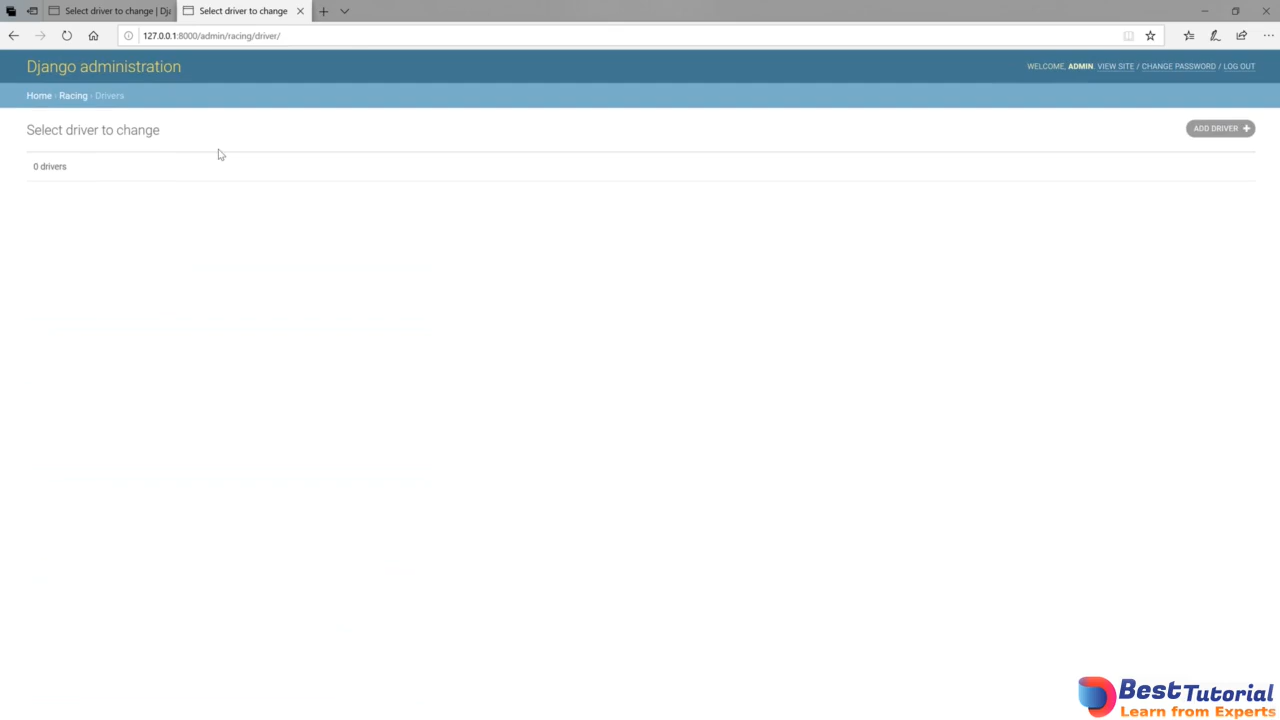 Select driver to change | Dja
Select driver to change
127.0.0.1:8000/admin/racing/driver/
Django administration
WELCOME, ADMIN. VIEW SITE / CHANGE PASSWORD / LOG OUT
Home › Racing › Drivers
Select driver to change
ADD DRIVER
0 drivers
Best Tutorial
Learn from Experts